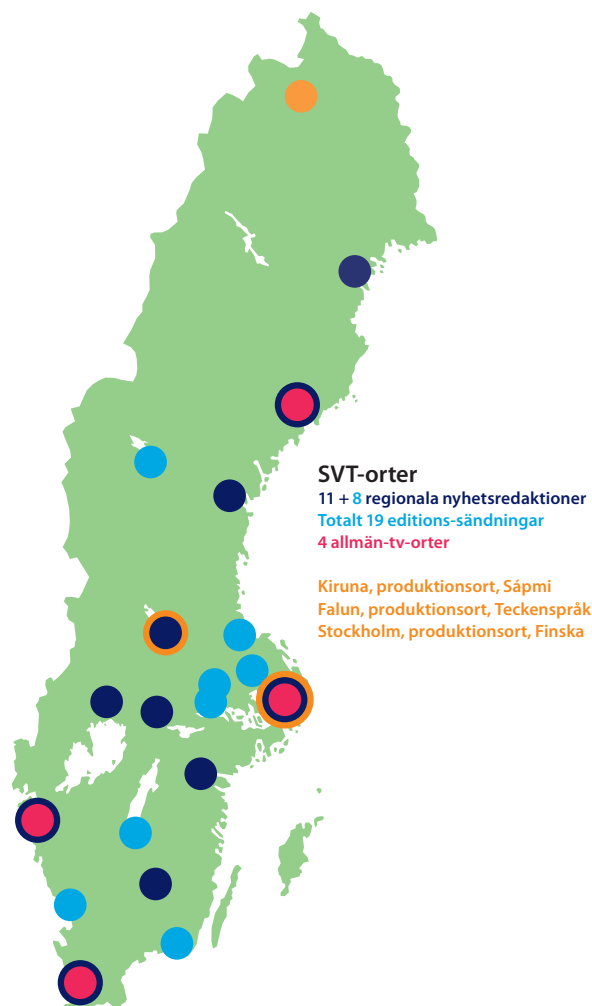 SVT-orter
11 + 8 regionala nyhetsredaktioner
Totalt 19 editions-sändningar
4 allmän-tv-orter
Kiruna, produktionsort, Sápmi
Falun, produktionsort, Teckenspråk
Stockholm, produktionsort, Finska